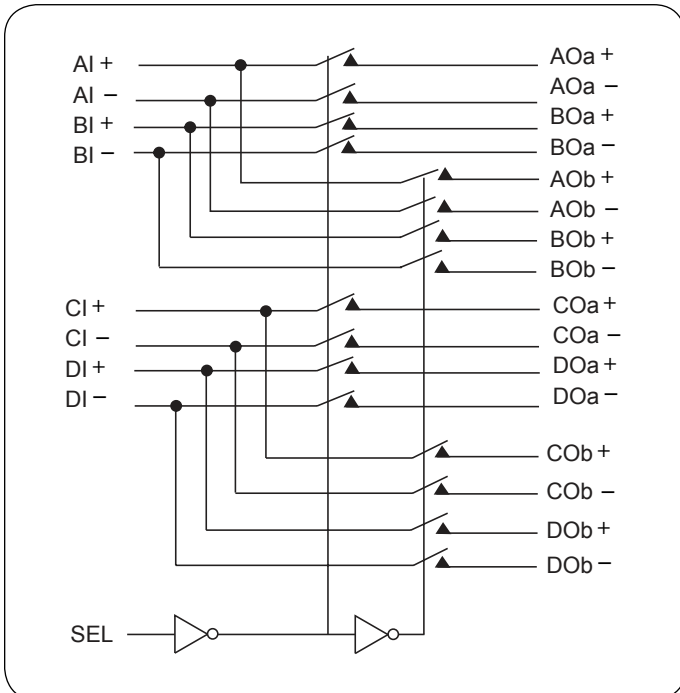 AI + AOa +
AI − AOa −
BI + BOa +
BI − BOa −
AOb +
AOb −
BOb +
BOb −
CI + COa +
CI − COa −
DI + DOa +
DI − DOa −
COb +
COb −
DOb +
DOb −
SEL